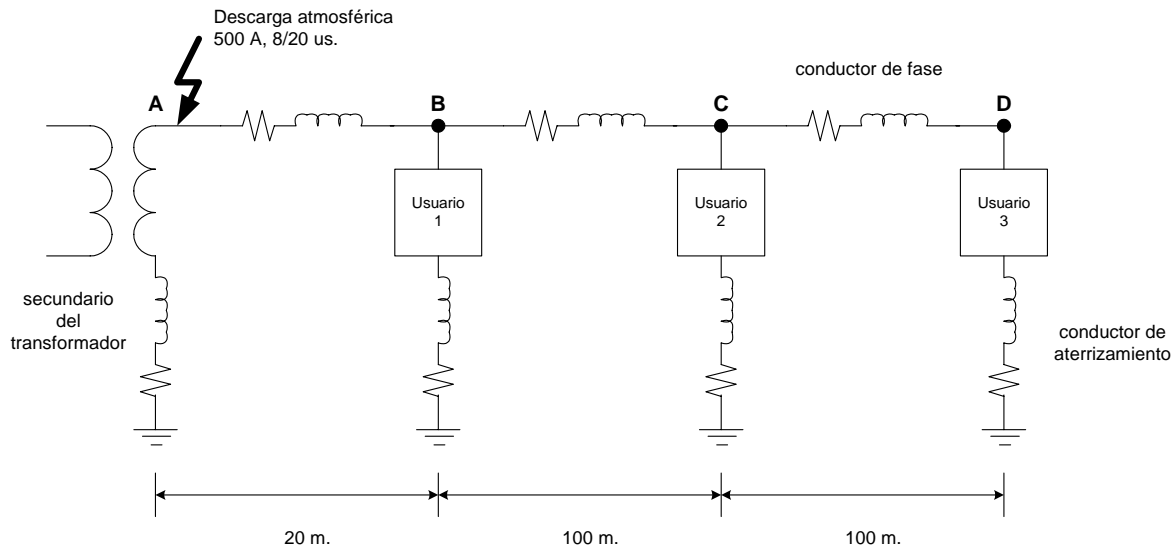 Descarga atmosférica
500 A, 8/20 us.
conductor de fase
A
B
C
D
Usuario
1
Usuario
2
Usuario
3
secundario
del
transformador
conductor de
aterrizamiento
20 m.
100 m.
100 m.